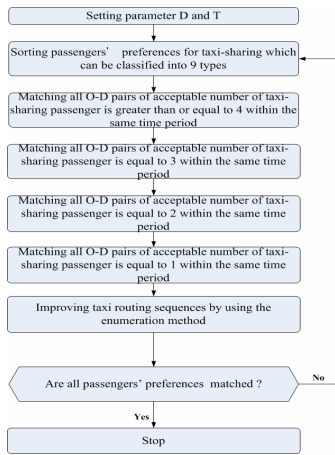 Setting parameter D and T
Sorting passengers' preferences for taxi-sharing which
can be classified into 9 types
Matching all O-D pairs of acceptable number of taxi-
sharing passenger is greater than or equal to 4 within the
same time period
Matching all O-D pairs of acceptable number of taxi-
sharing passenger is equal to 3 within the same time
period
Matching all O-D pairs of acceptable number of taxi-
sharing passenger is equal to 2 within the same time
period
Matching all O-D pairs of acceptable number of taxi-
sharing passenger is equal to 1 within the same time
period
Improving taxi routing sequences by using the
enumeration method
Are all passengers' preferences matched ?
No
Yes
Stop